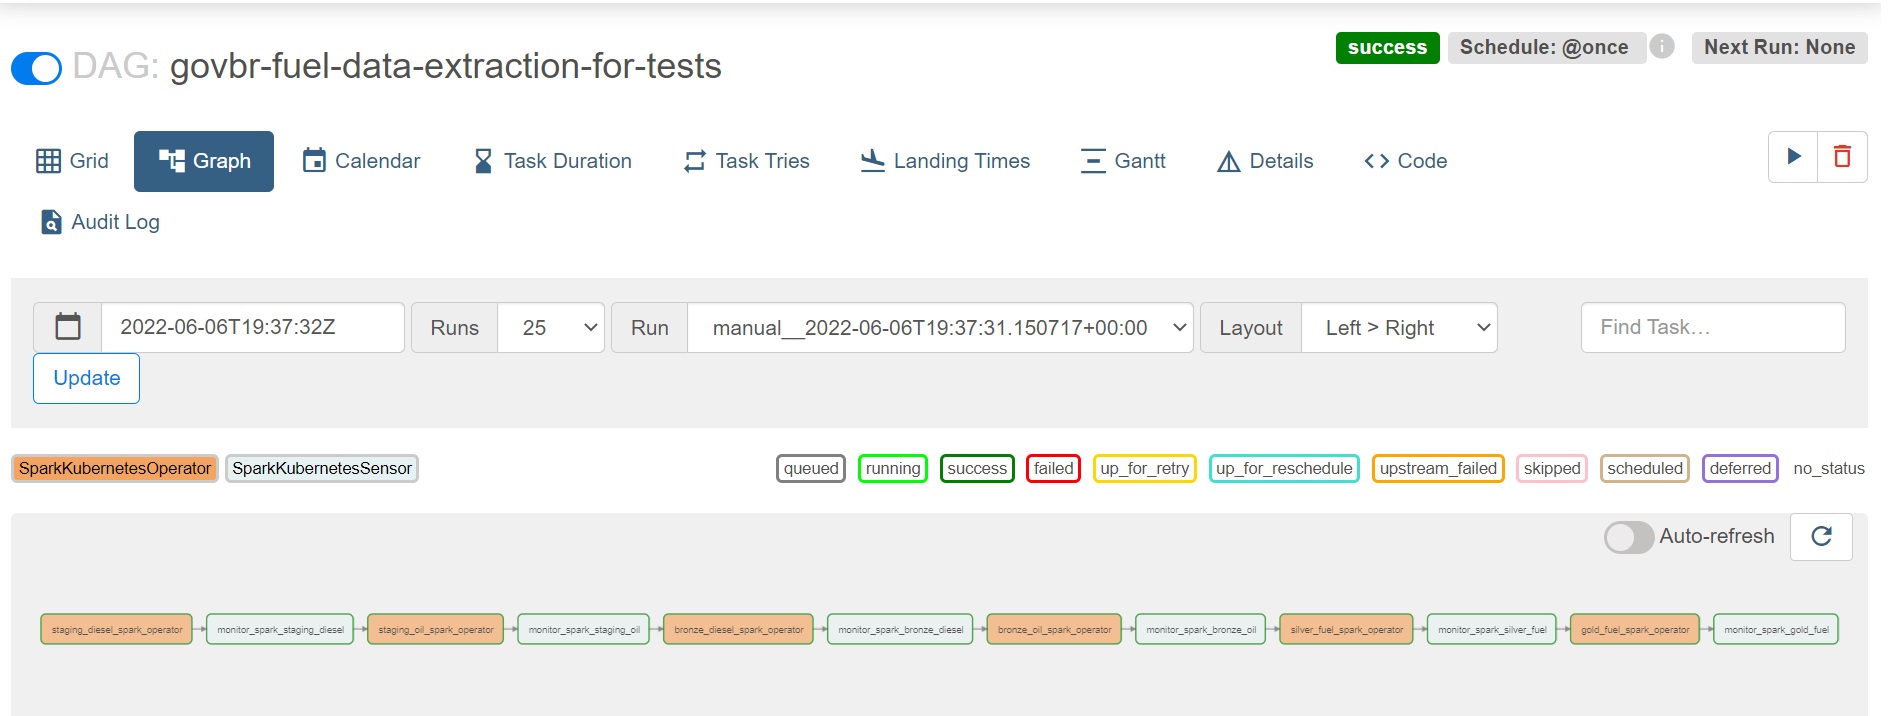 DAG: govbr-fuel-data-extraction-for-tests
success Schedule: @once i Next Run: None
Grid Graph Calendar Task Duration Task Tries Landing Times Gantt Details Code
Audit Log
2022-06-06T19:37:32Z Runs 25 Run manual__2022-06-06T19:37:31.150717+00:00 Layout Left > Right Find Task…
Update
SparkKubernetesOperator SparkKubernetesSensor queued running success failed up_for_retry up_for_reschedule upstream_failed skipped scheduled deferred no_status
Auto-refresh
staging_diesel_spark_operator monitor_spark_staging_diesel staging_oil_spark_operator monitor_spark_staging_oil bronze_diesel_spark_operator monitor_spark_bronze_diesel bronze_oil_spark_operator monitor_spark_bronze_oil silver_fuel_spark_operator monitor_spark_silver_fuel gold_fuel_spark_operator monitor_spark_gold_fuel